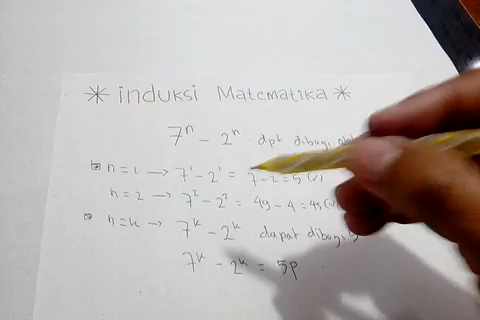 * induksi Matematika *
7ⁿ - 2ⁿ dpt dibagi
n=1 → 7¹ - 2¹ = 7-2 = 5 (v)
n=2 → 7² - 2² = 49 - 4 = 45 (v)
n=k → 7ᵏ - 2ᵏ dapat dibagi
7ᵏ - 2ᵏ = 5p